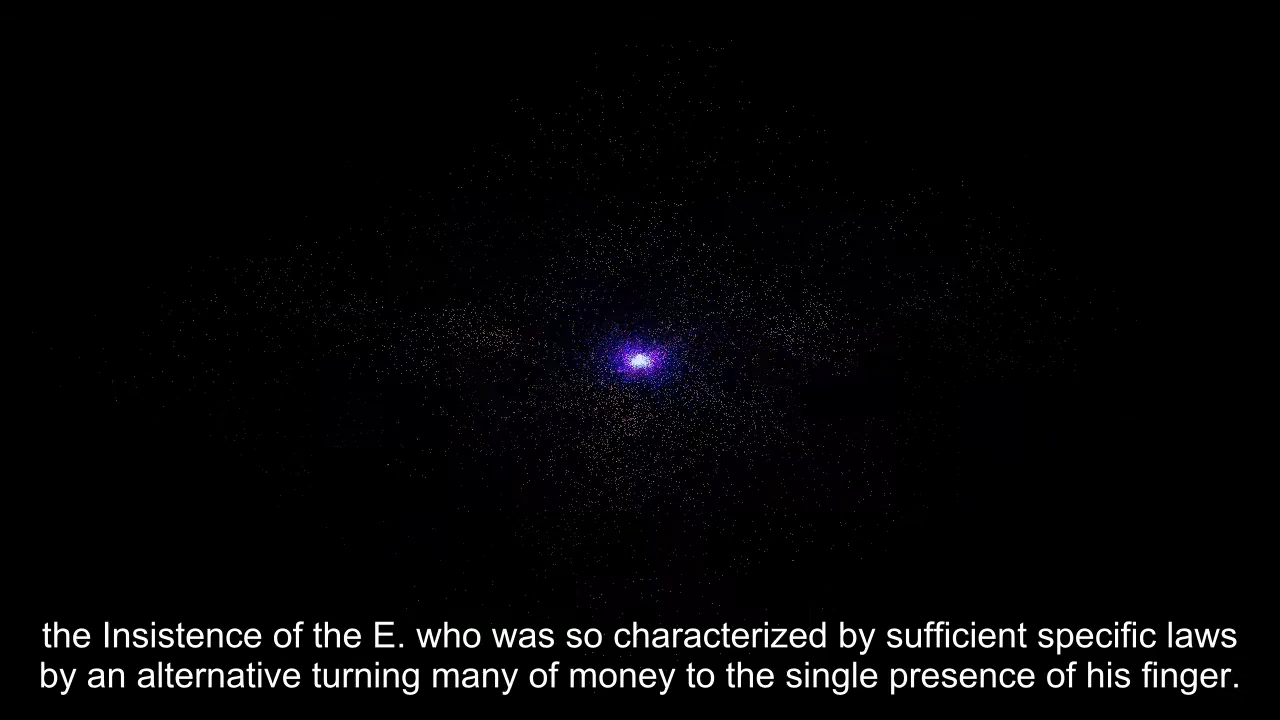 the Insistence of the E. who was so characterized by sufficient specific laws
by an alternative turning many of money to the single presence of his finger.